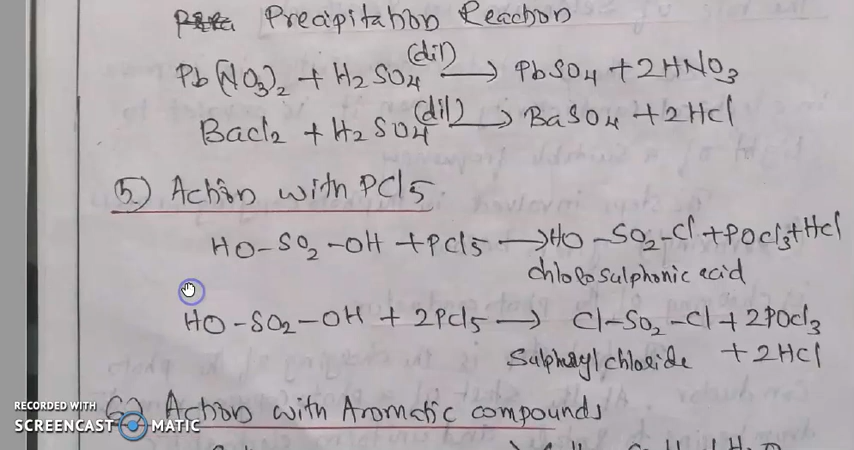 Precipitation Reaction
Pb(NO3)2 + H2SO4 (dil) → PbSO4 + 2HNO3
BaCl2 + H2SO4 (dil) → BaSO4 + 2HCl
5.) Action with PCl5
HO-SO2-OH + PCl5 → HO-SO2-Cl + POCl3 + HCl
chlorosulphonic acid
HO-SO2-OH + 2PCl5 → Cl-SO2-Cl + 2POCl3
Sulphuryl chloride + 2HCl
6.) Action with Aromatic compounds
RECORDED WITH
SCREENCAST MATIC